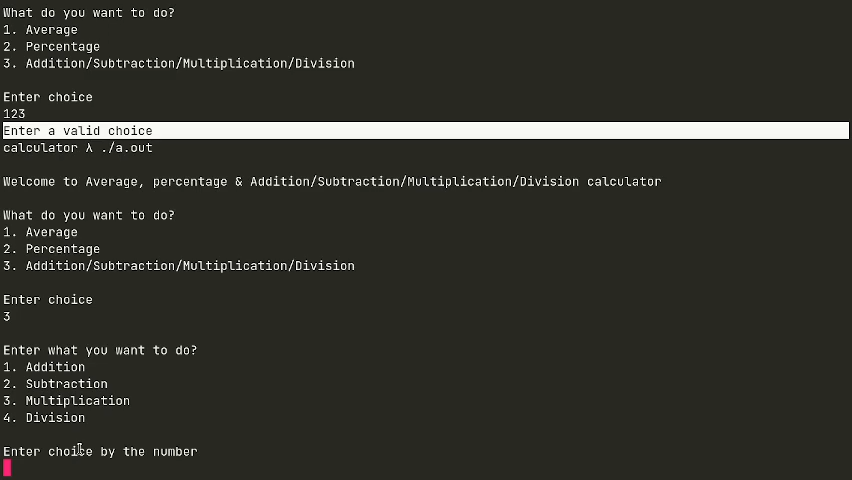 What do you want to do?
1. Average
2. Percentage
3. Addition/Subtraction/Multiplication/Division
Enter choice
123
Enter a valid choice
calculator λ ./a.out
Welcome to Average, percentage & Addition/Subtraction/Multiplication/Division calculator
What do you want to do?
1. Average
2. Percentage
3. Addition/Subtraction/Multiplication/Division
Enter choice
3
Enter what you want to do?
1. Addition
2. Subtraction
3. Multiplication
4. Division
Enter choice by the number